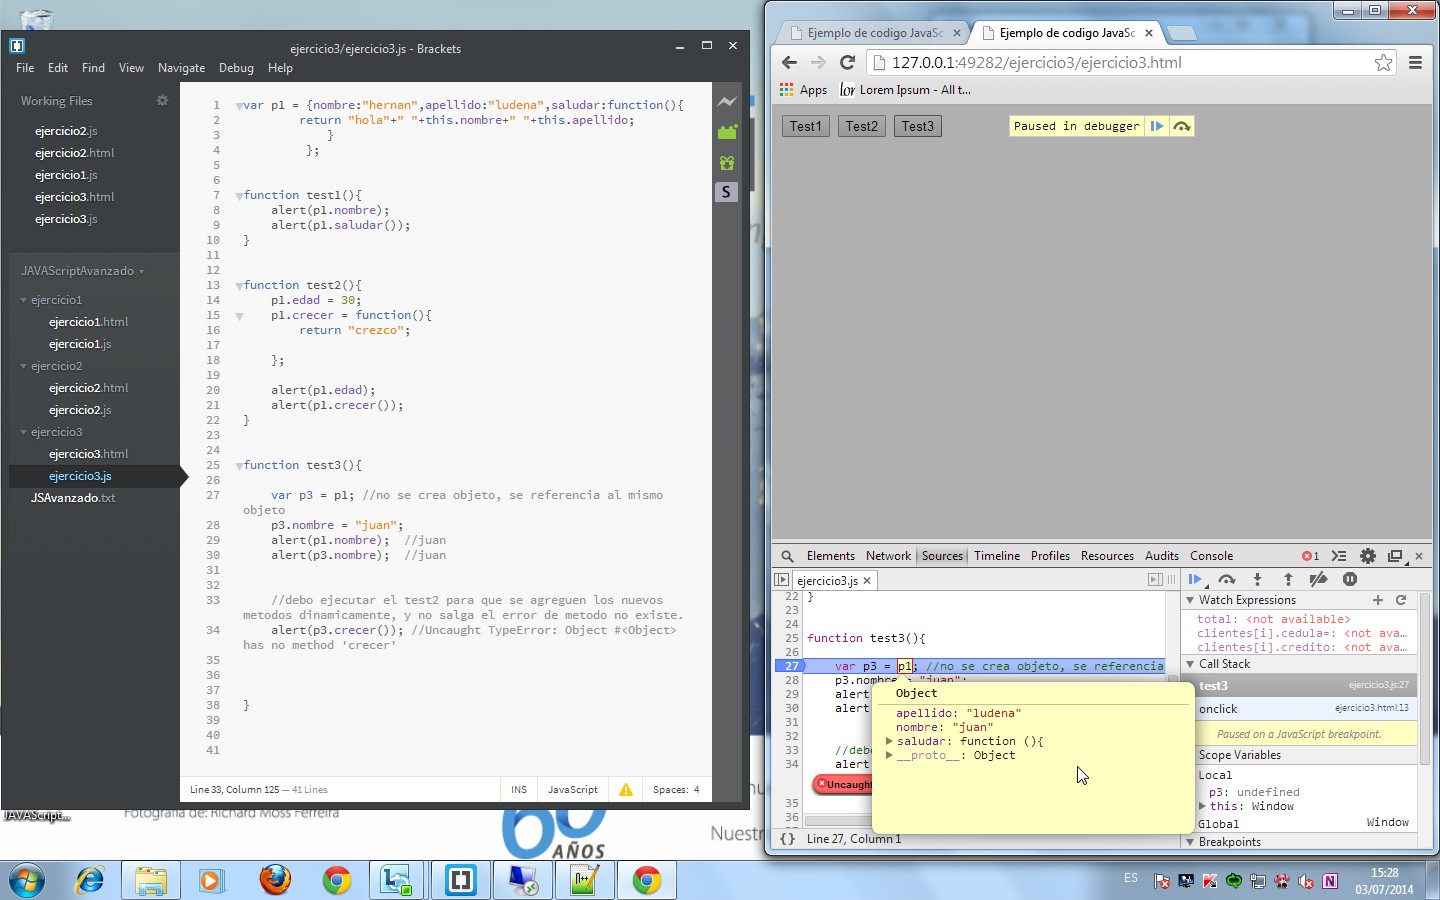 ejercicio3/ejercicio3.js - Brackets
File Edit Find View Navigate Debug Help
Working Files
ejercicio2.js
ejercicio2.html
ejercicio1.js
ejercicio3.html
ejercicio3.js
JAVAScriptAvanzado
ejercicio1
ejercicio1.html
ejercicio1.js
ejercicio2
ejercicio2.html
ejercicio2.js
ejercicio3
ejercicio3.html
ejercicio3.js
JSAvanzado.txt
1 var p1 = {nombre:"hernan",apellido:"ludena",saludar:function(){
2 return "hola"+" "+this.nombre+" "+this.apellido;
3 }
4 };
5
6
7 function test1(){
8 alert(p1.nombre);
9 alert(p1.saludar());
10 }
11
12
13 function test2(){
14 p1.edad = 30;
15 p1.crecer = function(){
16 return "crezco";
17
18 };
19
20 alert(p1.edad);
21 alert(p1.crecer());
22 }
23
24
25 function test3(){
26
27 var p3 = p1; //no se crea objeto, se referencia al mismo
objeto
28 p3.nombre = "juan";
29 alert(p1.nombre); //juan
30 alert(p3.nombre); //juan
31
32
33 //debo ejecutar el test2 para que se agreguen los nuevos
metodos dinamicamente, y no salga el error de metodo no existe.
34 alert(p3.crecer()); //Uncaught TypeError: Object #<Object>
has no method 'crecer'
35
36
37
38 }
39
40
41
S
Line 33, Column 125 — 41 Lines
INS JavaScript Spaces: 4
JAVAScript...
Fotografía de: Richard Moss Ferreira
60
AÑOS
Nuestr
Ejemplo de codigo JavaSc
Ejemplo de codigo JavaSc
127.0.0.1:49282/ejercicio3/ejercicio3.html
Apps Lorem Ipsum - All t...
Test1 Test2 Test3
Paused in debugger
Elements Network Sources Timeline Profiles Resources Audits Console
1
ejercicio3.js
22 }
23
24
25 function test3(){
26
27 var p3 = p1; //no se crea objeto, se referencia
28 p3.nombre = "juan";
29 alert
30 alert
31
32
33 //debo
34 alert
Uncaught
35
36
Object
apellido: "ludena"
nombre: "juan"
saludar: function (){
__proto__: Object
{} Line 27, Column 1
Watch Expressions
total: <not available>
clientes[i].cedula=: <not ava…
clientes[i].credito: <not ava…
Call Stack
test3 ejercicio3.js:27
onclick ejercicio3.html:13
Paused on a JavaScript breakpoint.
Scope Variables
Local
p3: undefined
this: Window
Global Window
Breakpoints
ES
15:28
03/07/2014